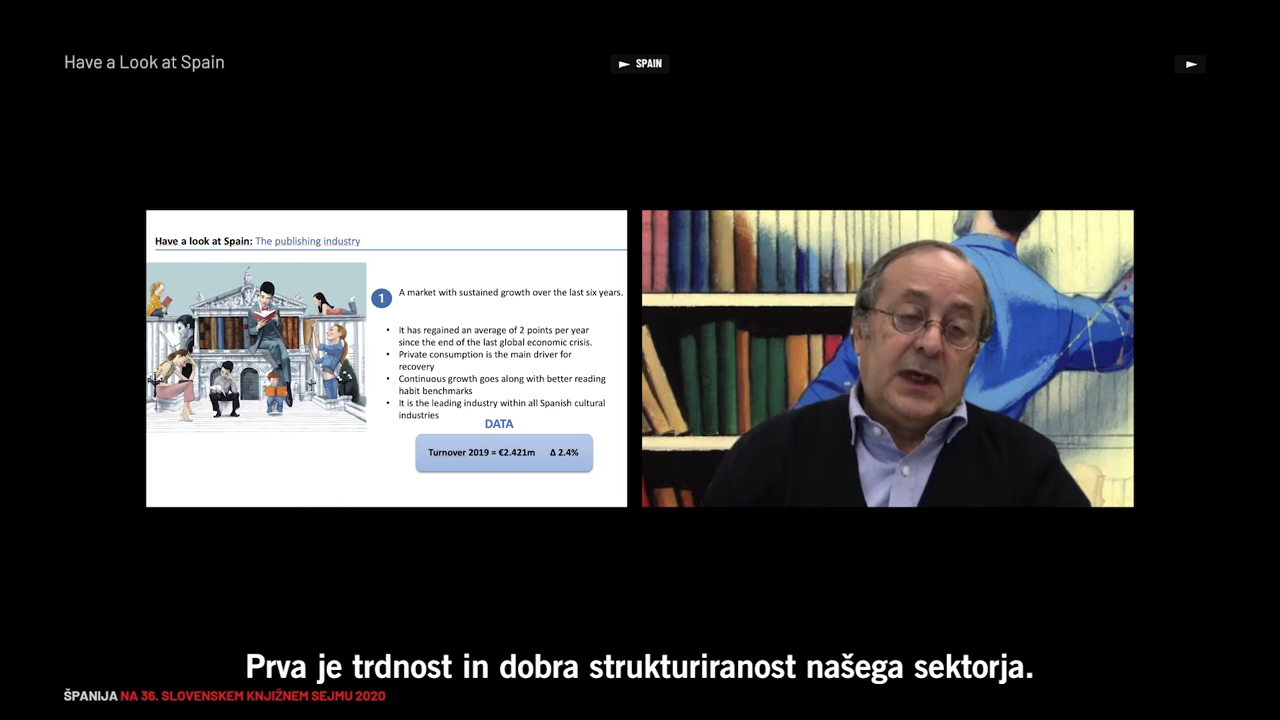 Have a Look at Spain
SPAIN
Have a look at Spain: The publishing industry
1
A market with sustained growth over the last six years.
• It has regained an average of 2 points per year
since the end of the last global economic crisis.
• Private consumption is the main driver for
recovery
• Continuous growth goes along with better reading
habit benchmarks
• It is the leading industry within all Spanish cultural
industries
DATA
Turnover 2019 = €2.421m Δ 2.4%
Prva je trdnost in dobra strukturiranost našega sektorja.
ŠPANIJA NA 36. SLOVENSKEM KNJIŽNEM SEJMU 2020